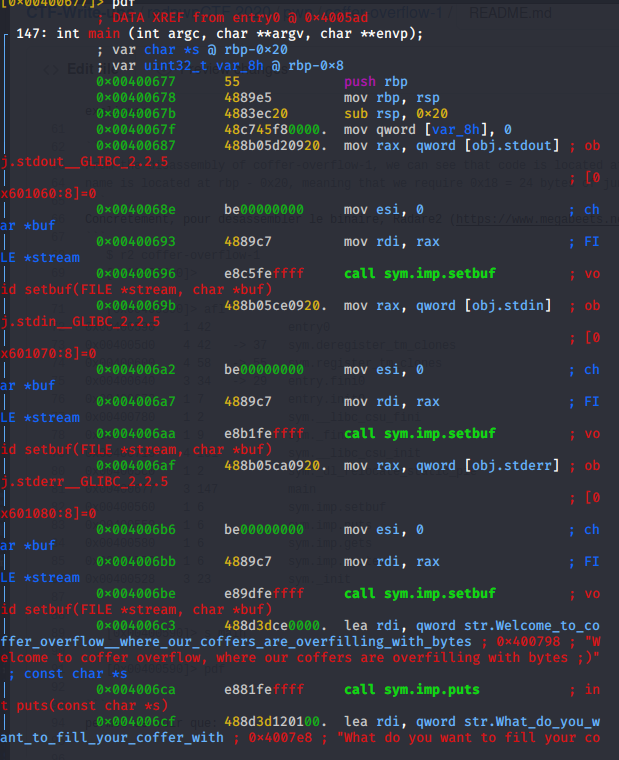 [0x00400677]> pdf
; DATA XREF from entry0 @ 0x4005ad
147: int main (int argc, char **argv, char **envp);
; var char *s @ rbp-0x20
; var uint32_t var_8h @ rbp-0x8
0x00400677 55 push rbp
0x00400678 4889e5 mov rbp, rsp
0x0040067b 4883ec20 sub rsp, 0x20
0x0040067f 48c745f80000. mov qword [var_8h], 0
0x00400687 488b05d20920. mov rax, qword [obj.stdout] ; ob
j.stdout__GLIBC_2.2.5
; [0
x601060:8]=0
0x0040068e be00000000 mov esi, 0 ; ch
ar *buf
0x00400693 4889c7 mov rdi, rax ; FI
LE *stream
0x00400696 e8c5feffff call sym.imp.setbuf ; vo
id setbuf(FILE *stream, char *buf)
0x0040069b 488b05ce0920. mov rax, qword [obj.stdin] ; ob
j.stdin__GLIBC_2.2.5
; [0
x601070:8]=0
0x004006a2 be00000000 mov esi, 0 ; ch
ar *buf
0x004006a7 4889c7 mov rdi, rax ; FI
LE *stream
0x004006aa e8b1feffff call sym.imp.setbuf ; vo
id setbuf(FILE *stream, char *buf)
0x004006af 488b05ca0920. mov rax, qword [obj.stderr] ; ob
j.stderr__GLIBC_2.2.5
; [0
x601080:8]=0
0x004006b6 be00000000 mov esi, 0 ; ch
ar *buf
0x004006bb 4889c7 mov rdi, rax ; FI
LE *stream
0x004006be e89dfeffff call sym.imp.setbuf ; vo
id setbuf(FILE *stream, char *buf)
0x004006c3 488d3dce0000. lea rdi, qword str.Welcome_to_co
ffer_overflow__where_our_coffers_are_overfilling_with_bytes ; 0x400798 ; "W
elcome to coffer overflow, where our coffers are overfilling with bytes ;)"
; const char *s
0x004006ca e881feffff call sym.imp.puts ; in
t puts(const char *s)
0x004006cf 488d3d120100. lea rdi, qword str.What_do_you_w
ant_to_fill_your_coffer_with ; 0x4007e8 ; "What do you want to fill your co